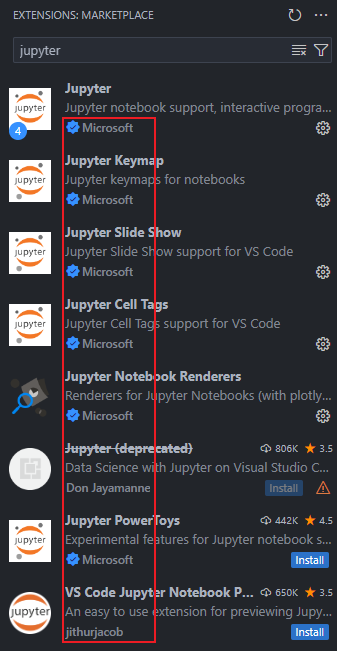 EXTENSIONS: MARKETPLACE
jupyter
Jupyter
Jupyter notebook support, interactive progra...
Microsoft
jupyter
4
Jupyter Keymap
Jupyter keymaps for notebooks
Microsoft
jupyter
Jupyter Slide Show
Jupyter Slide Show support for VS Code
Microsoft
jupyter
Jupyter Cell Tags
Jupyter Cell Tags support for VS Code
Microsoft
jupyter
Jupyter Notebook Renderers
Renderers for Jupyter Notebooks (with plotly...
Microsoft
Jupyter (deprecated) 806K 3.5
Data Science with Jupyter on Visual Studio C...
Don Jayamanne Install
Jupyter PowerToys 442K 4.5
Experimental features for Jupyter notebook s...
Microsoft Install
jupyter
VS Code Jupyter Notebook P... 650K 3.5
An easy to use extension for previewing Jupy...
jithurjacob Install
jupyter